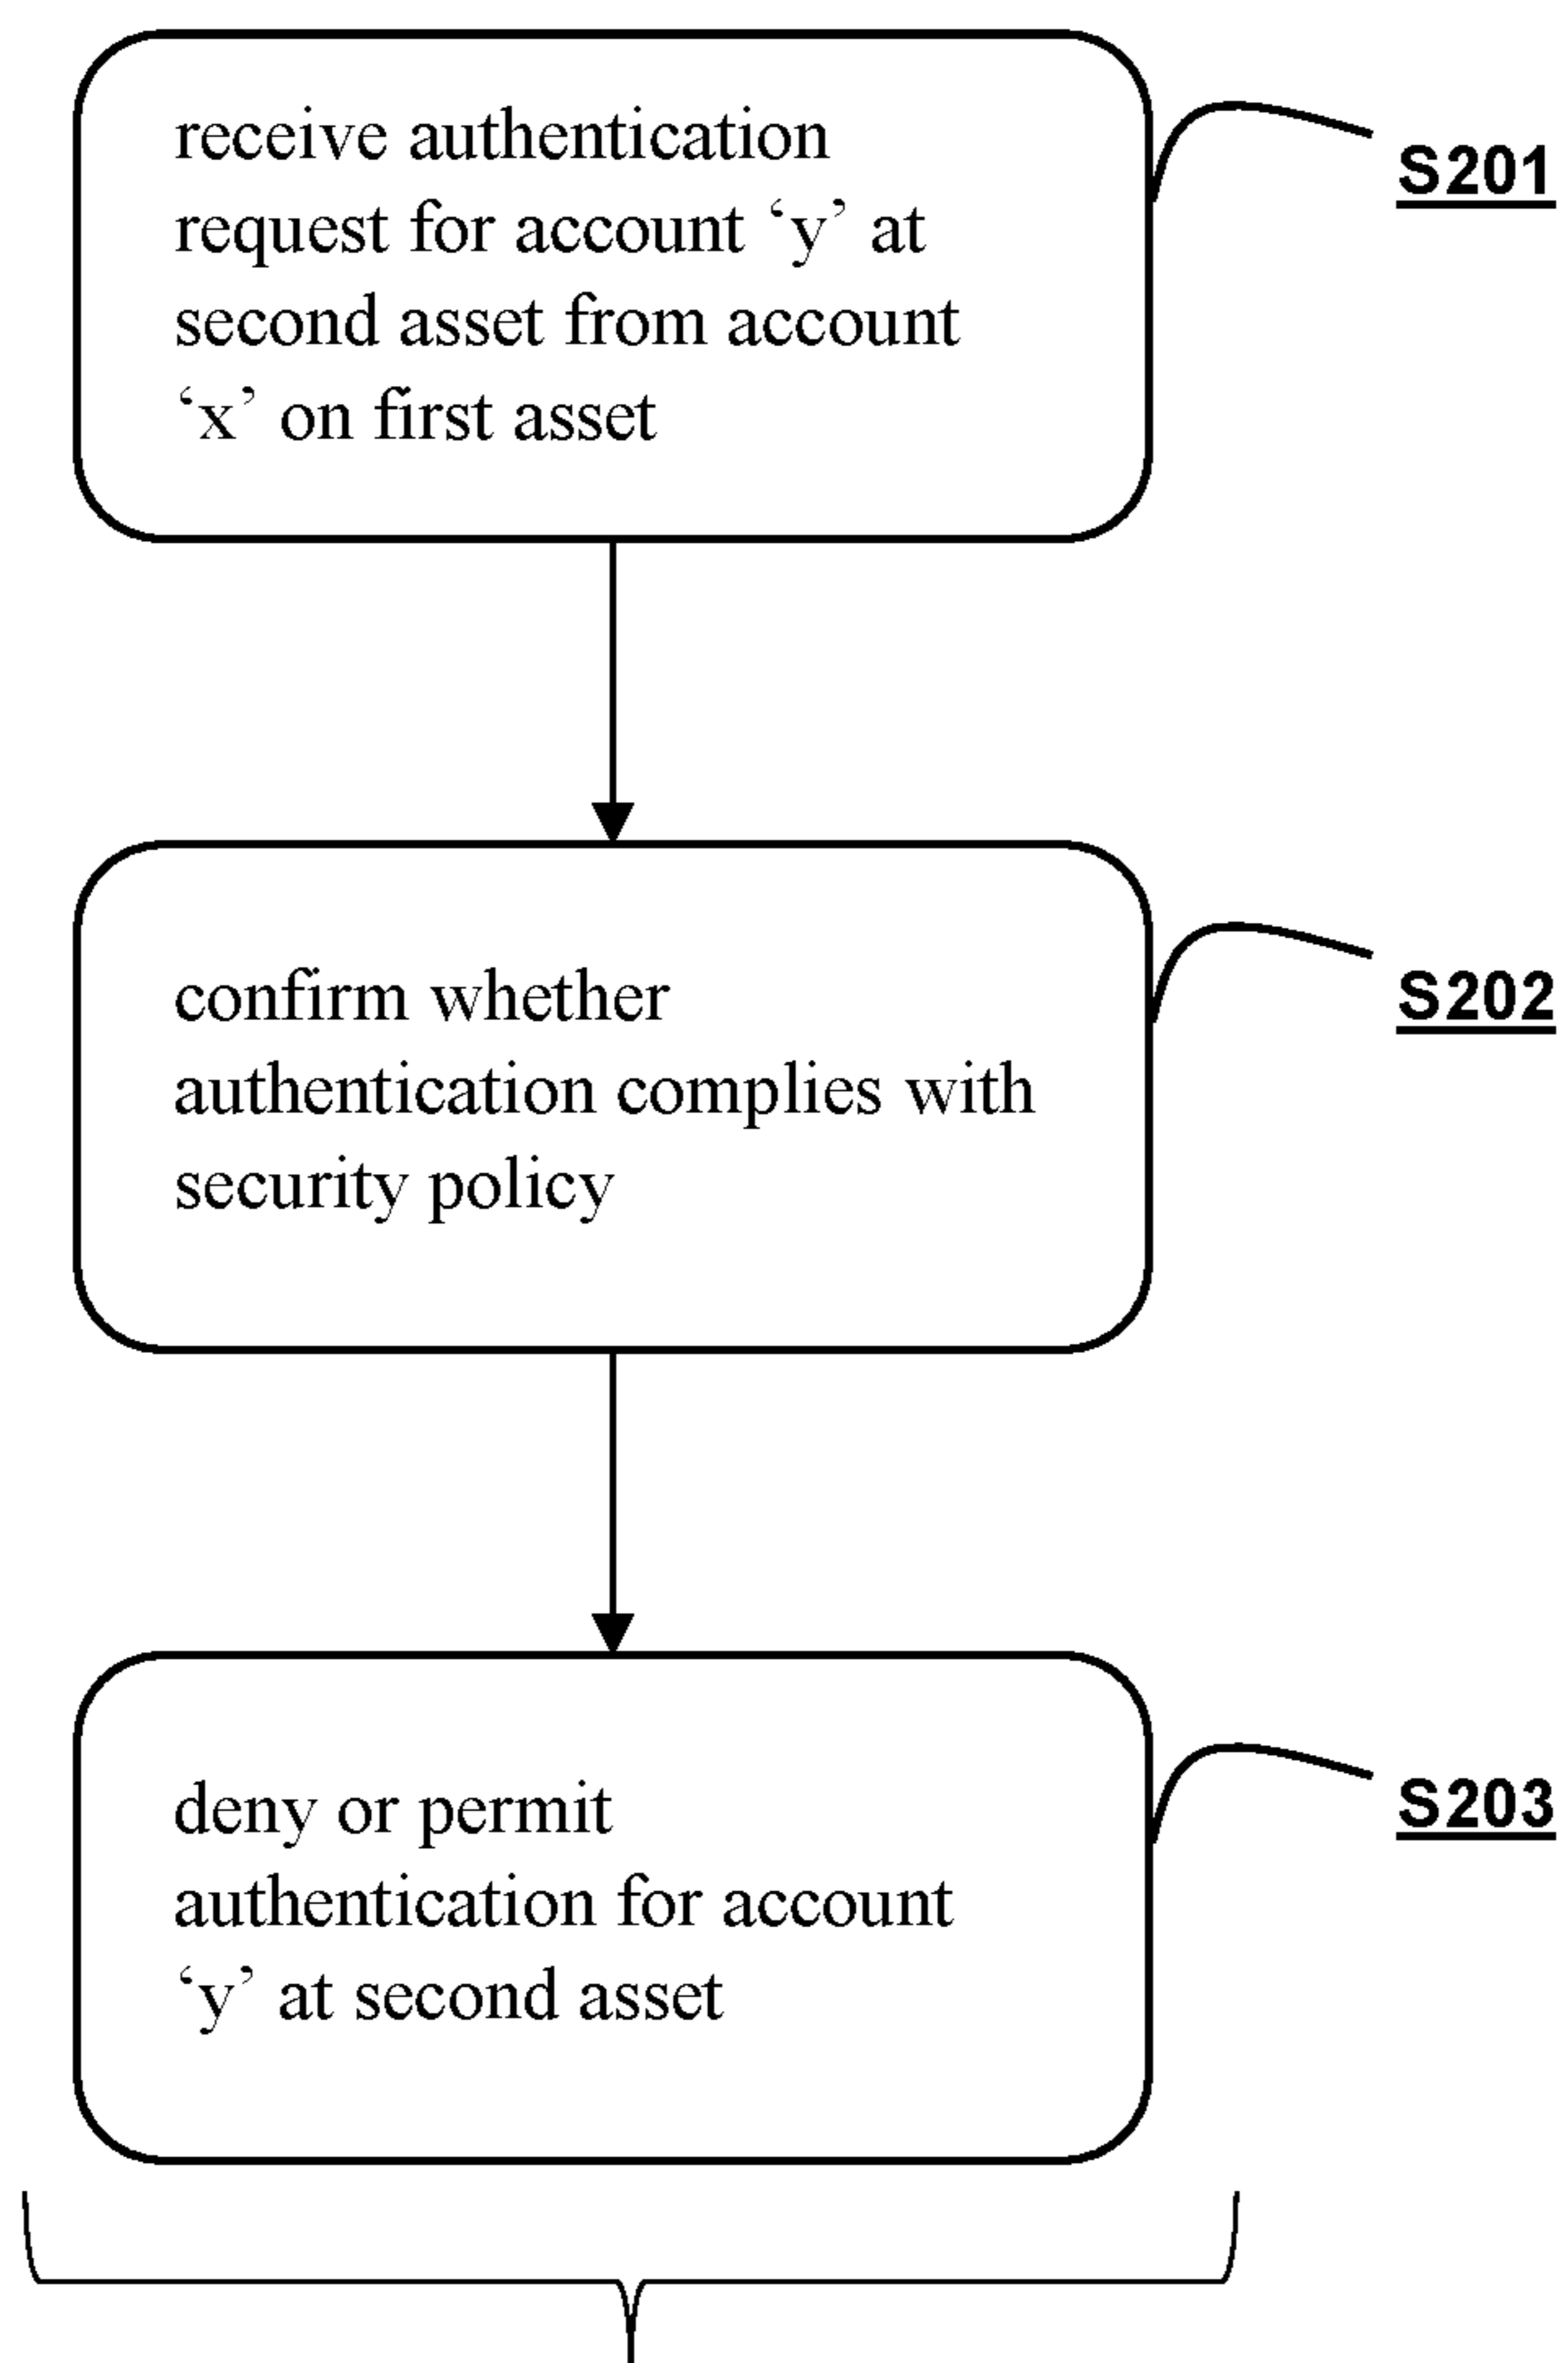 receive authentication
request for account ‘y’ at
second asset from account
‘x’ on first asset
S201
confirm whether
authentication complies with
security policy
S202
deny or permit
authentication for account
‘y’ at second asset
S203